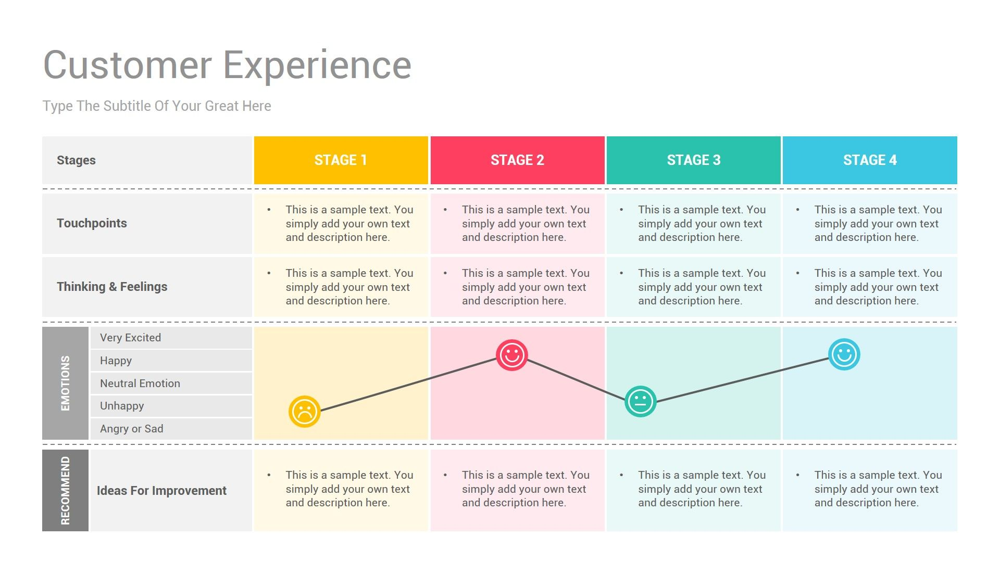 Customer Experience
Type The Subtitle Of Your Great Here
Stages
STAGE 1
STAGE 2
STAGE 3
STAGE 4
Touchpoints
• This is a sample text. You
simply add your own text
and description here.
• This is a sample text. You
simply add your own text
and description here.
• This is a sample text. You
simply add your own text
and description here.
• This is a sample text. You
simply add your own text
and description here.
Thinking & Feelings
• This is a sample text. You
simply add your own text
and description here.
• This is a sample text. You
simply add your own text
and description here.
• This is a sample text. You
simply add your own text
and description here.
• This is a sample text. You
simply add your own text
and description here.
EMOTIONS
Very Excited
Happy
Neutral Emotion
Unhappy
Angry or Sad
RECOMMEND
Ideas For Improvement
• This is a sample text. You
simply add your own text
and description here.
• This is a sample text. You
simply add your own text
and description here.
• This is a sample text. You
simply add your own text
and description here.
• This is a sample text. You
simply add your own text
and description here.